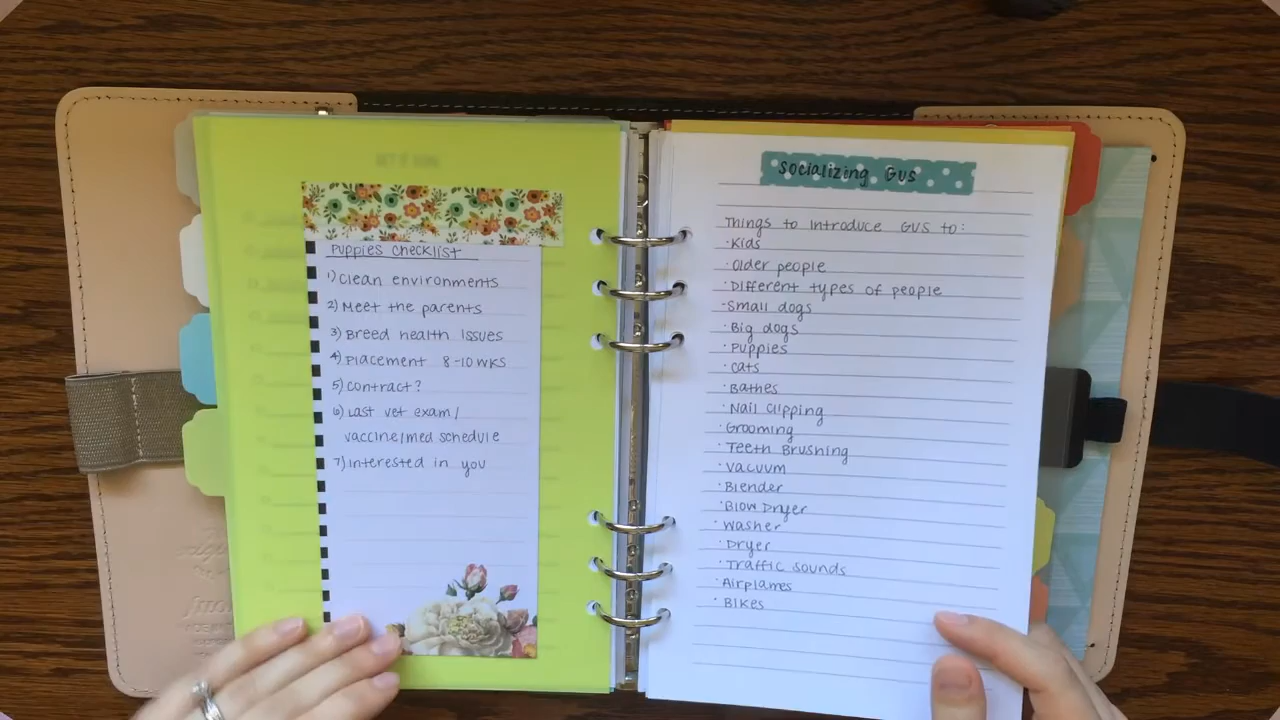 Puppies Checklist
1) Clean environments
2) Meet the parents
3) Breed health Issues
4) Placement 8-10 wks
5) Contract?
6) Last vet exam/
vaccine/med schedule
7) Interested in you
Socializing Gus
Things to Introduce Gus to:
· Kids
· Older people
· Different types of people
· Small dogs
· Big dogs
· Puppies
· Cats
· Bathes
· Nail Clipping
· Grooming
· Teeth Brushing
· Vacuum
· Blender
· Blow Dryer
· Washer
· Dryer
· Traffic sounds
· Airplames
· Bikes